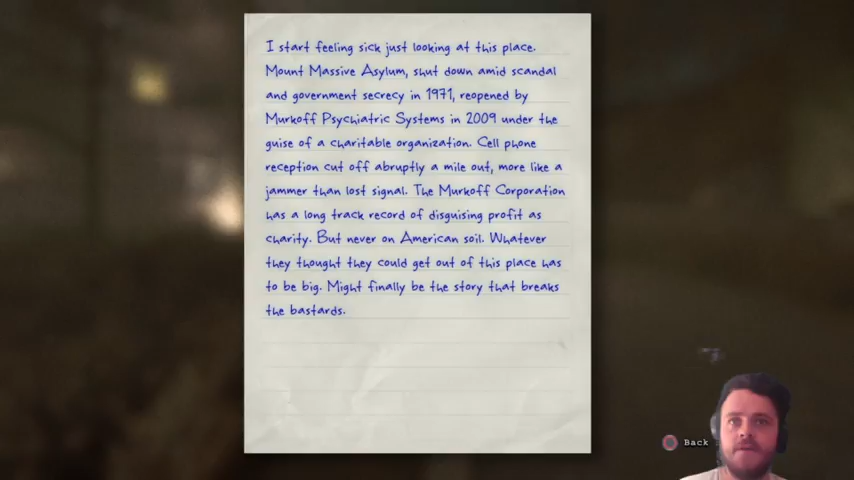 I start feeling sick just looking at this place.
Mount Massive Asylum, shut down amid scandal
and government secrecy in 1971, reopened by
Murkoff Psychiatric Systems in 2009 under the
guise of a charitable organization. Cell phone
reception cut off abruptly a mile out, more like a
jammer than lost signal. The Murkoff Corporation
has a long track record of disguising profit as
charity. But never on American soil. Whatever
they thought they could get out of this place has
to be big. Might finally be the story that breaks
the bastards.
Back